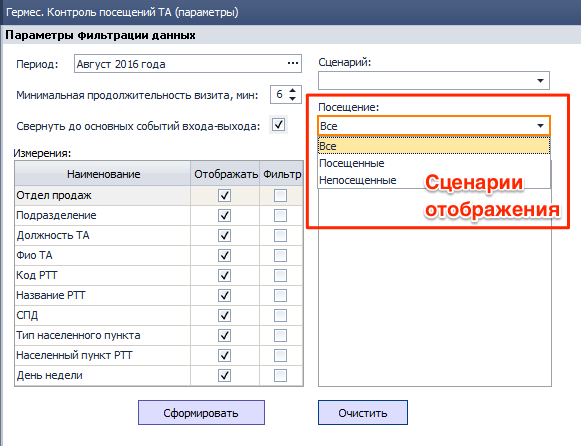 Гермес. Контроль посещений ТА (параметры)
Параметры фильтрации данных
Период: Август 2016 года ...
Минимальная продолжительность визита, мин: 6
Свернуть до основных событий входа-выхода:
Измерения:
Наименование Отображать Фильтр
Отдел продаж
Подразделение
Должность ТА
Фио ТА
Код РТТ
Название РТТ
СПД
Тип населенного пункта
Населенный пункт РТТ
День недели
Сценарий:
Посещение:
Все
Все
Посещенные
Непосещенные
Сценарии
отображения
Сформировать
Очистить